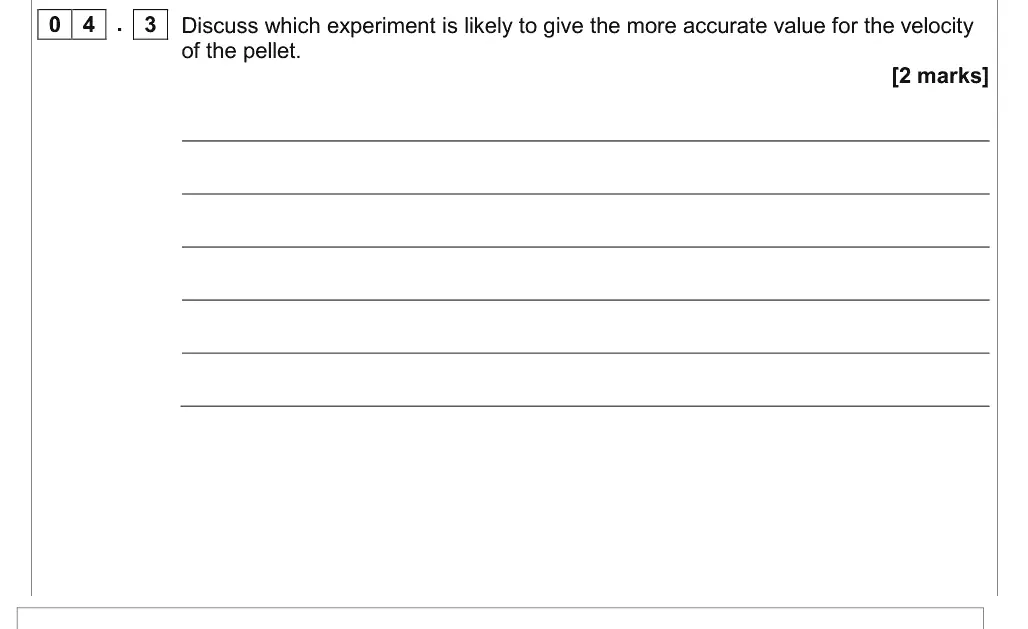 0 4 . 3 Discuss which experiment is likely to give the more accurate value for the velocity
of the pellet.
[2 marks]